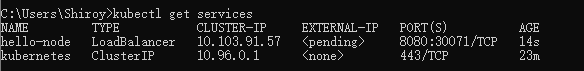 C:\Users\Shiroy>kubectl get services
NAME         TYPE           CLUSTER-IP     EXTERNAL-IP   PORT(S)          AGE
hello-node   LoadBalancer   10.103.91.57   <pending>     8080:30071/TCP   14s
kubernetes   ClusterIP      10.96.0.1      <none>        443/TCP          23m